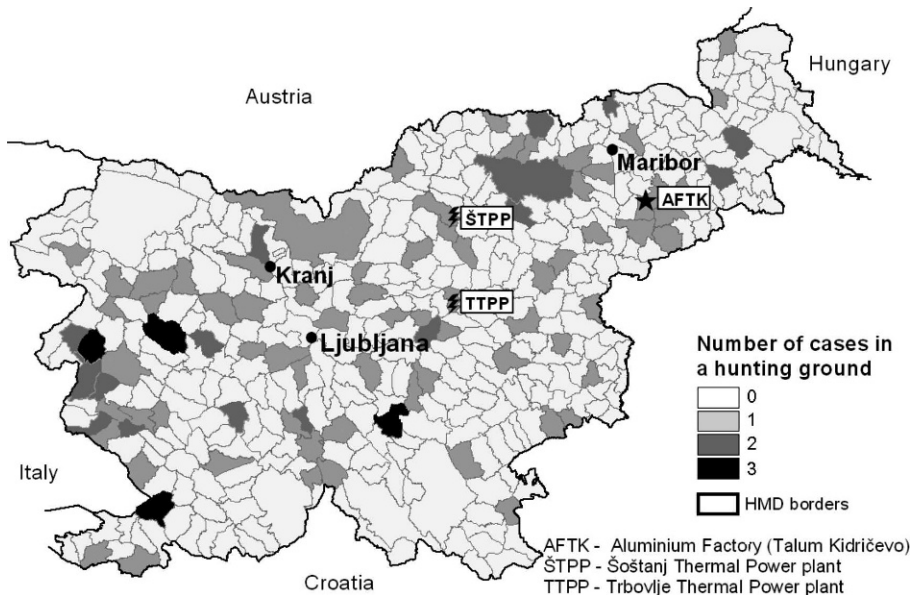 Austria
Hungary
Maribor
AFTK
ŠTPP
Kranj
TTPP
Ljubljana
Italy
Croatia
Number of cases in
a hunting ground
0
1
2
3
HMD borders
AFTK - Aluminium Factory (Talum Kidričevo)
ŠTPP - Šoštanj Thermal Power plant
TTPP - Trbovlje Thermal Power plant